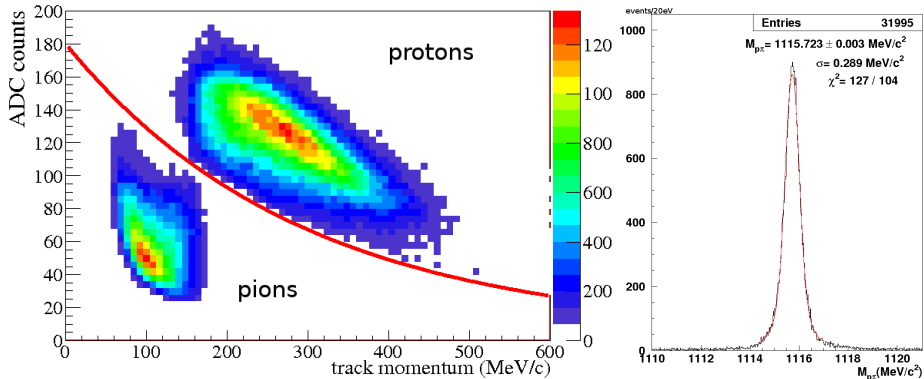 ADC counts
200
180
160
140
120
100
80
60
40
20
0
protons
pions
0 100 200 300 400 500 600
track momentum (MeV/c)
120
100
800
600
400
200
0
events/20eV
Entries 31995
Mpπ= 1115.723 ± 0.003 MeV/c²
σ= 0.289 MeV/c²
χ²= 127 / 104
1000
800
600
400
200
0
1110 1112 1114 1116 1118 1120
Mpπ(MeV/c²)